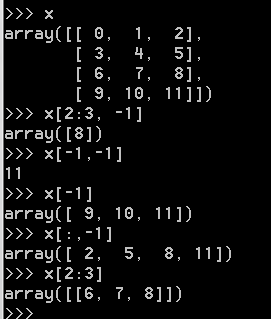 >>> x
array([[ 0,  1,  2],
       [ 3,  4,  5],
       [ 6,  7,  8],
       [ 9, 10, 11]])
>>> x[2:3, -1]
array([8])
>>> x[-1,-1]
11
>>> x[-1]
array([ 9, 10, 11])
>>> x[:,-1]
array([ 2,  5,  8, 11])
>>> x[2:3]
array([[6, 7, 8]])
>>>